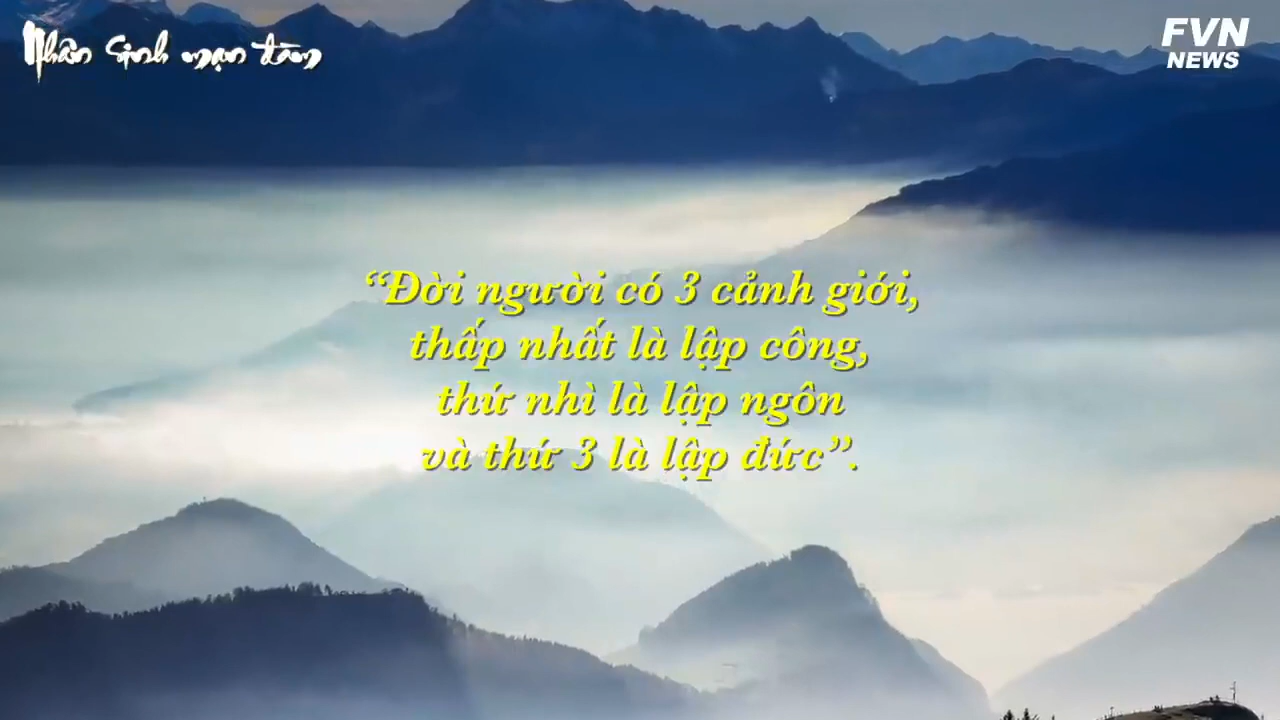 Nhân sinh mạn đàm
FVN
NEWS
“Đời người có 3 cảnh giới,
thấp nhất là lập công,
thứ nhì là lập ngôn
và thứ 3 là lập đức”.